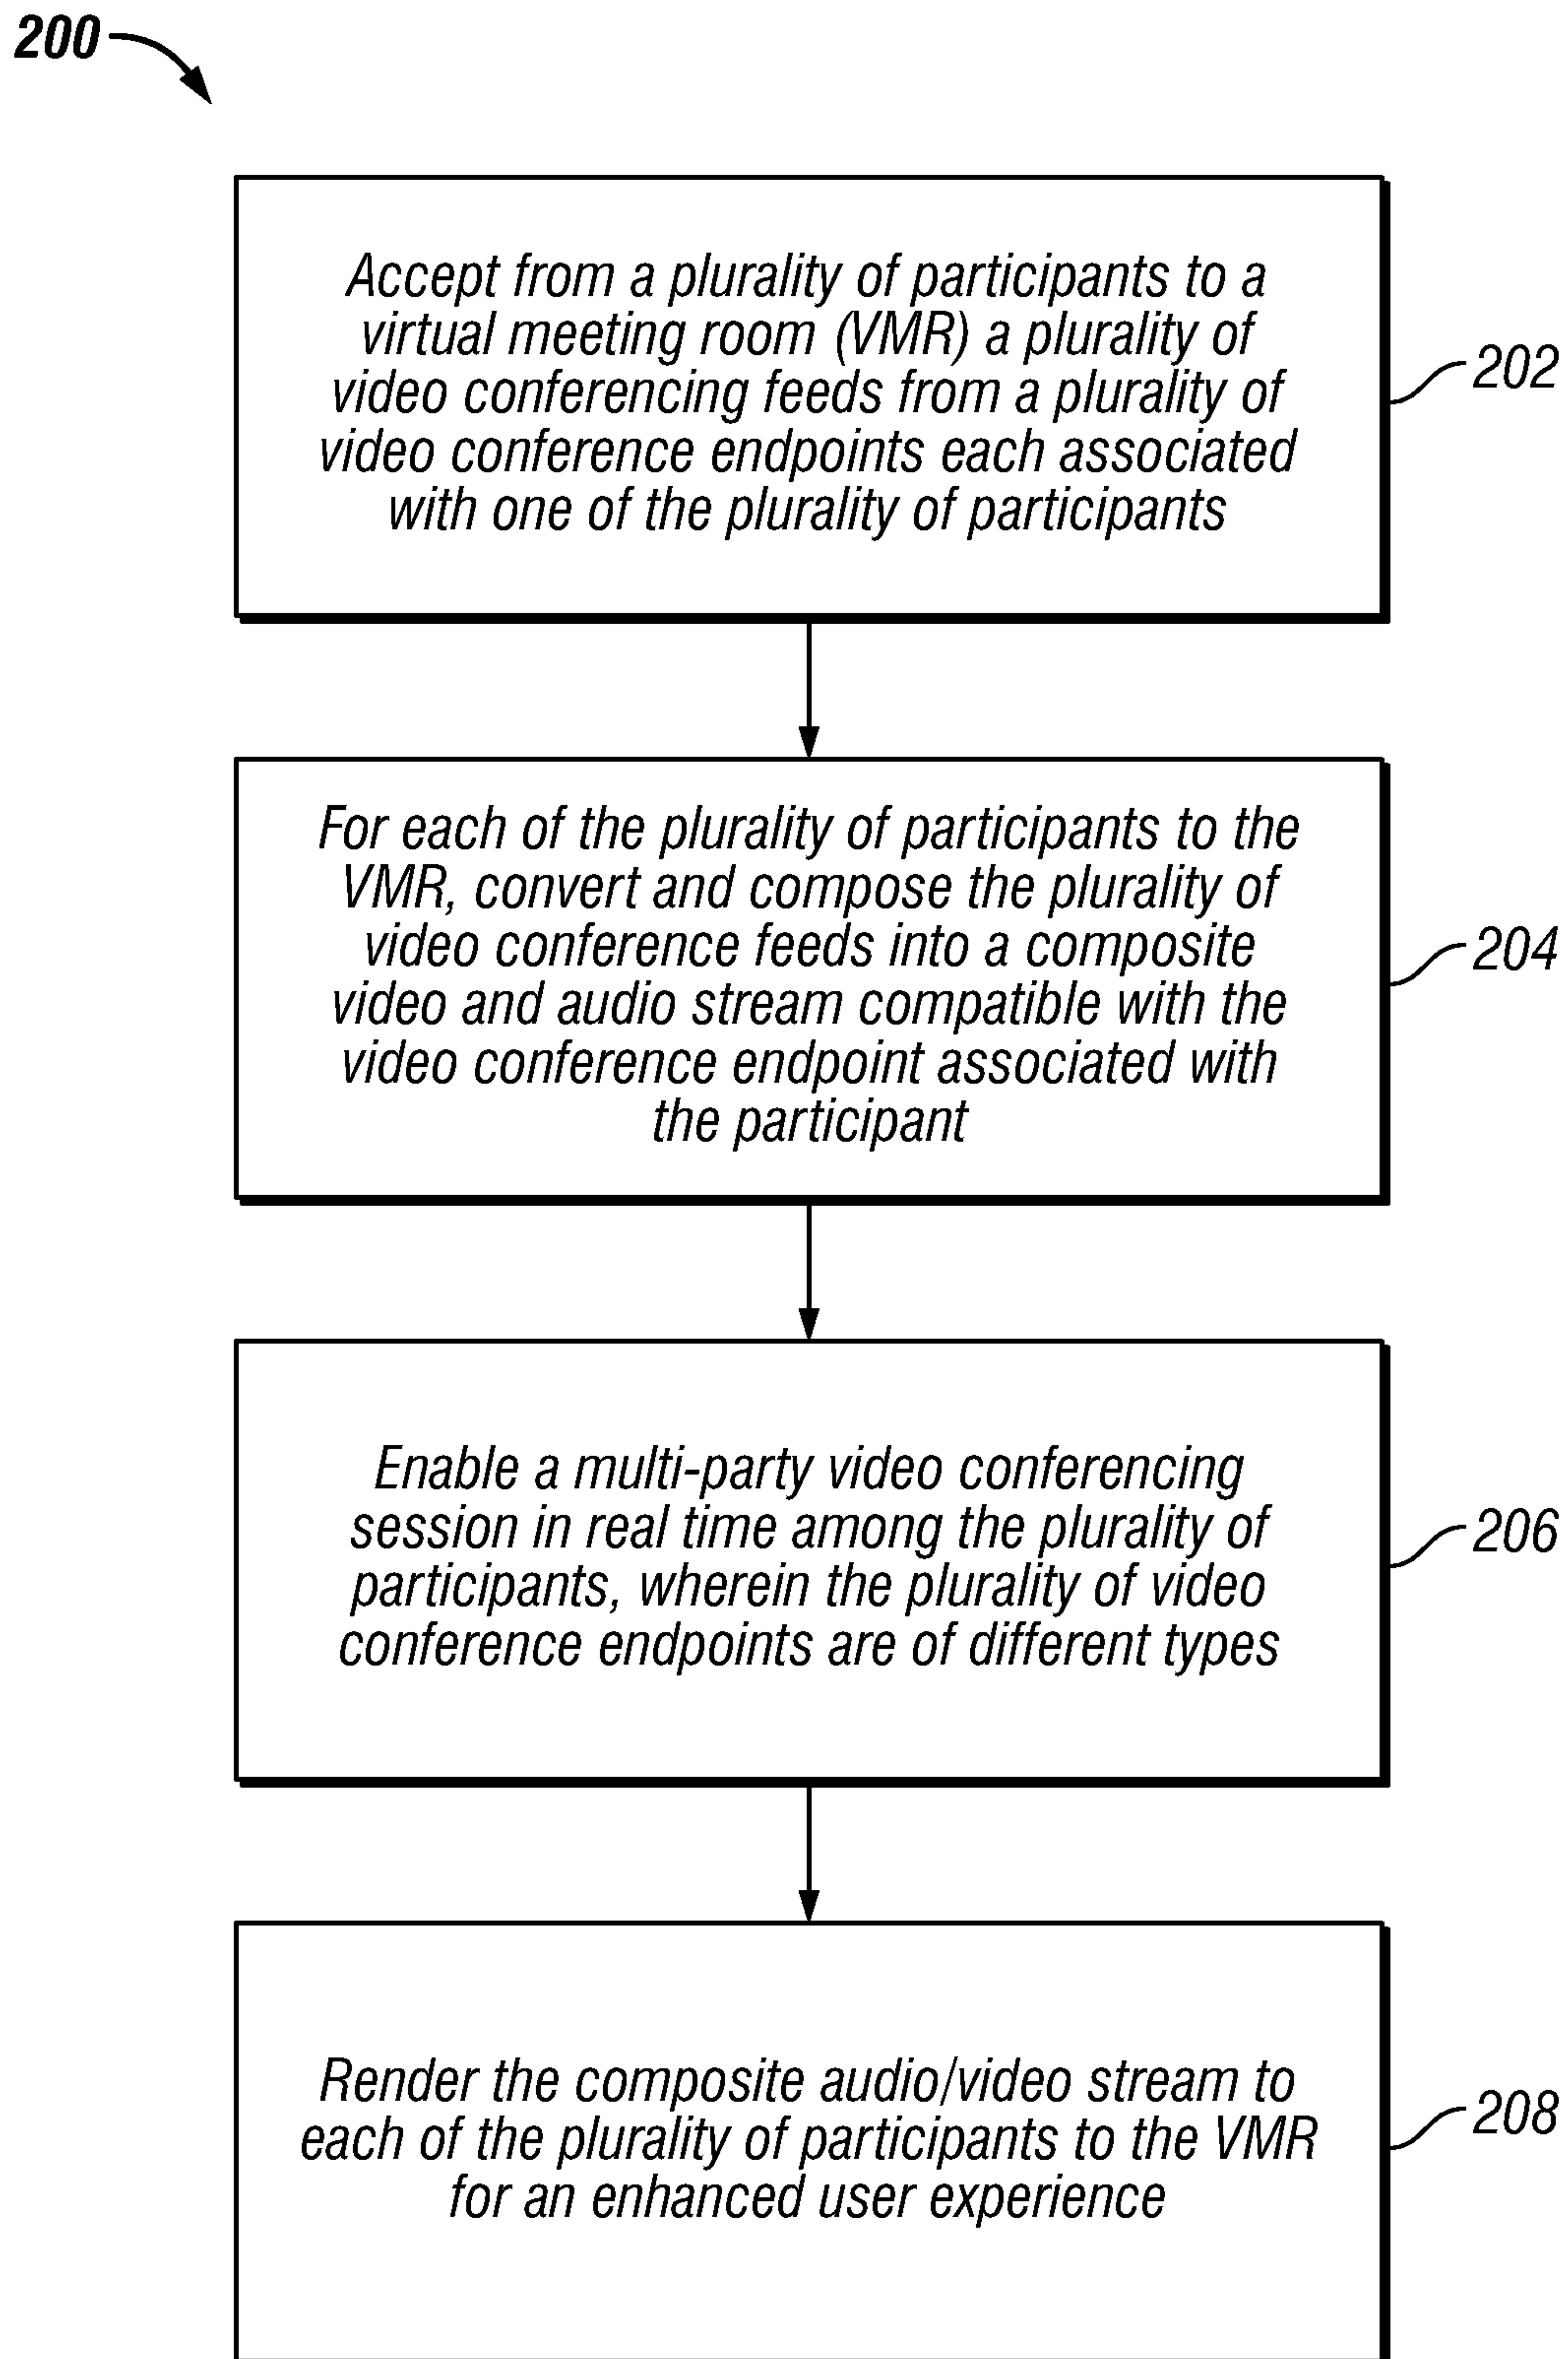 200
Accept from a plurality of participants to a
virtual meeting room (VMR) a plurality of
video conferencing feeds from a plurality of
video conference endpoints each associated
with one of the plurality of participants
202
For each of the plurality of participants to the
VMR, convert and compose the plurality of
video conference feeds into a composite
video and audio stream compatible with the
video conference endpoint associated with
the participant
204
Enable a multi-party video conferencing
session in real time among the plurality of
participants, wherein the plurality of video
conference endpoints are of different types
206
Render the composite audio/video stream to
each of the plurality of participants to the VMR
for an enhanced user experience
208